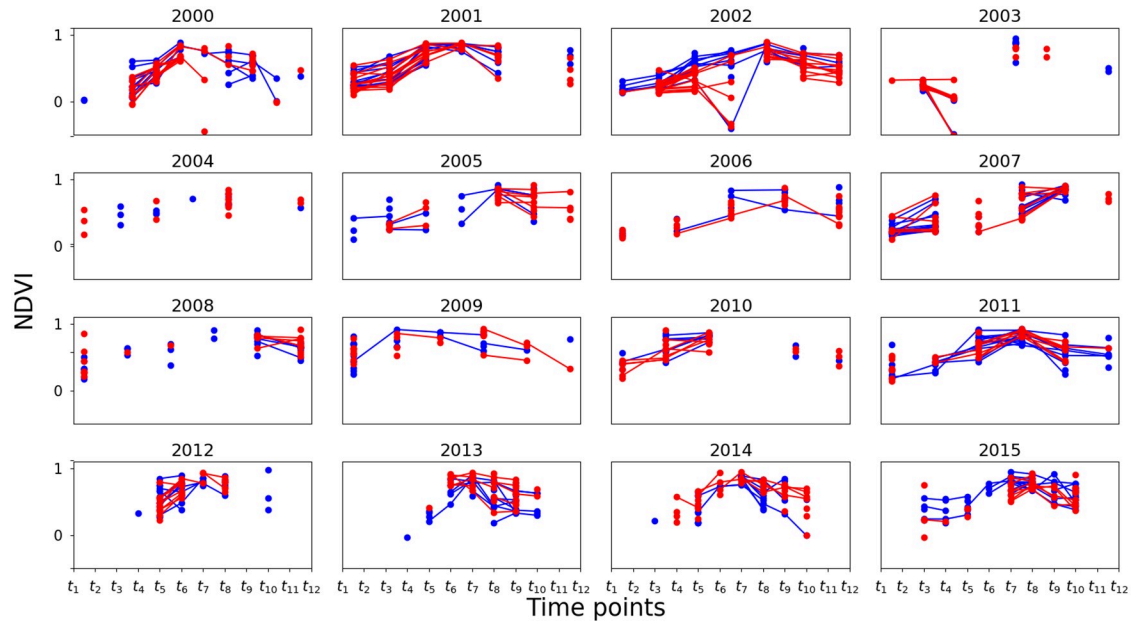 2000 2001 2002 2003
1
0
2004 2005 2006 2007
1
0
NDVI
2008 2009 2010 2011
1
0
2012 2013 2014 2015
1
0
t₁ t₂ t₃ t₄ t₅ t₆ t₇ t₈ t₉ t₁₀ t₁₁ t₁₂ t₁ t₂ t₃ t₄ t₅ t₆ t₇ t₈ t₉ t₁₀ t₁₁ t₁₂ t₁ t₂ t₃ t₄ t₅ t₆ t₇ t₈ t₉ t₁₀ t₁₁ t₁₂ t₁ t₂ t₃ t₄ t₅ t₆ t₇ t₈ t₉ t₁₀ t₁₁ t₁₂
Time points